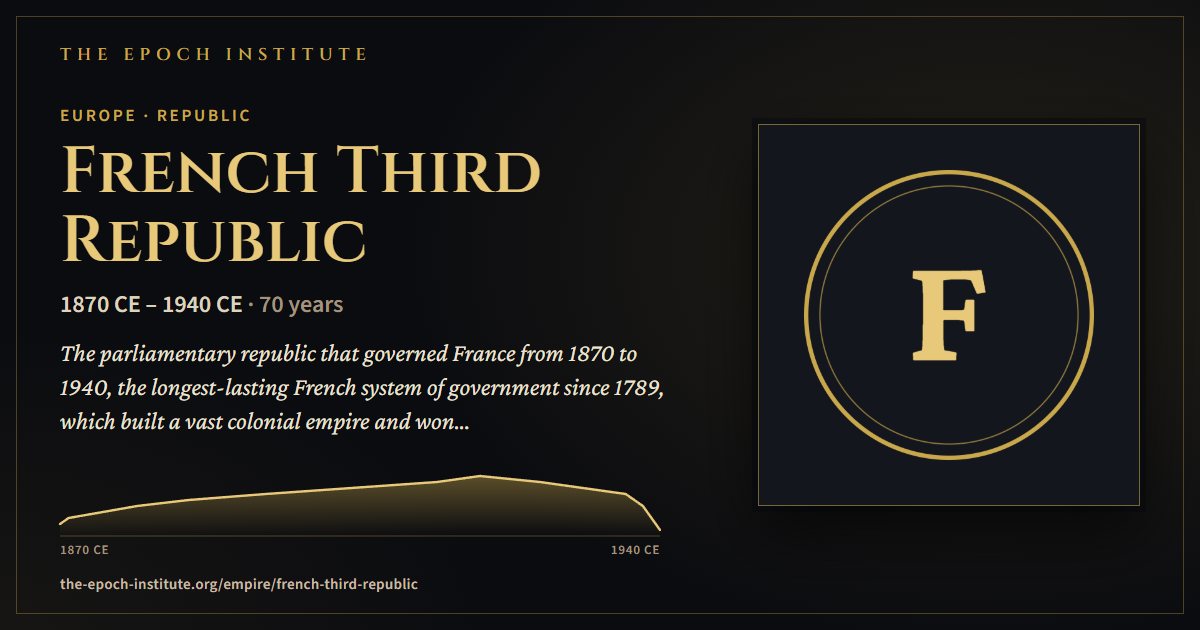 THE EPOCH INSTITUTE
EUROPE · REPUBLIC
French Third
Republic
1870 CE – 1940 CE · 70 years
The parliamentary republic that governed France from 1870 to
1940, the longest-lasting French system of government since 1789,
which built a vast colonial empire and won...
F
1870 CE
1940 CE
the-epoch-institute.org/empire/french-third-republic